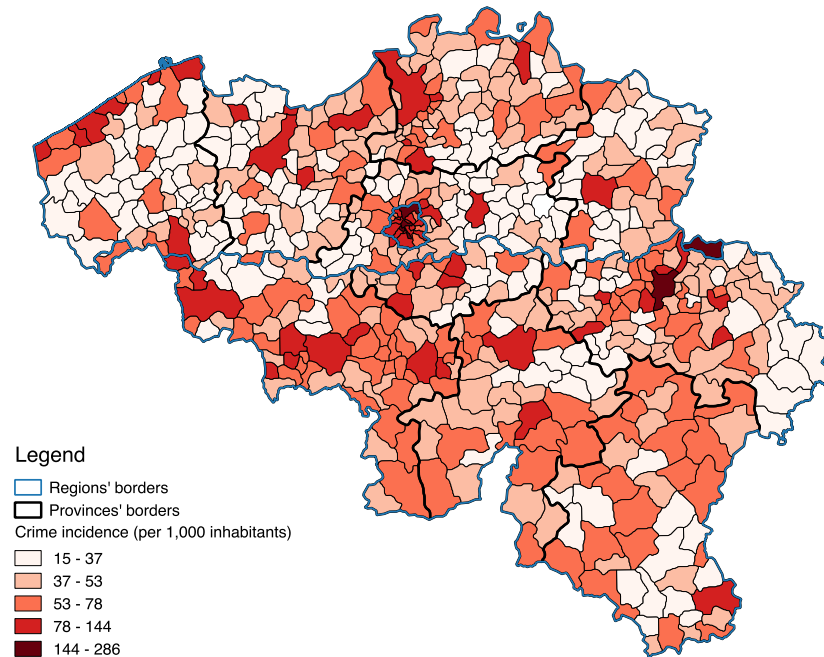 Legend
Regions' borders
Provinces' borders
Crime incidence (per 1,000 inhabitants)
15 - 37
37 - 53
53 - 78
78 - 144
144 - 286